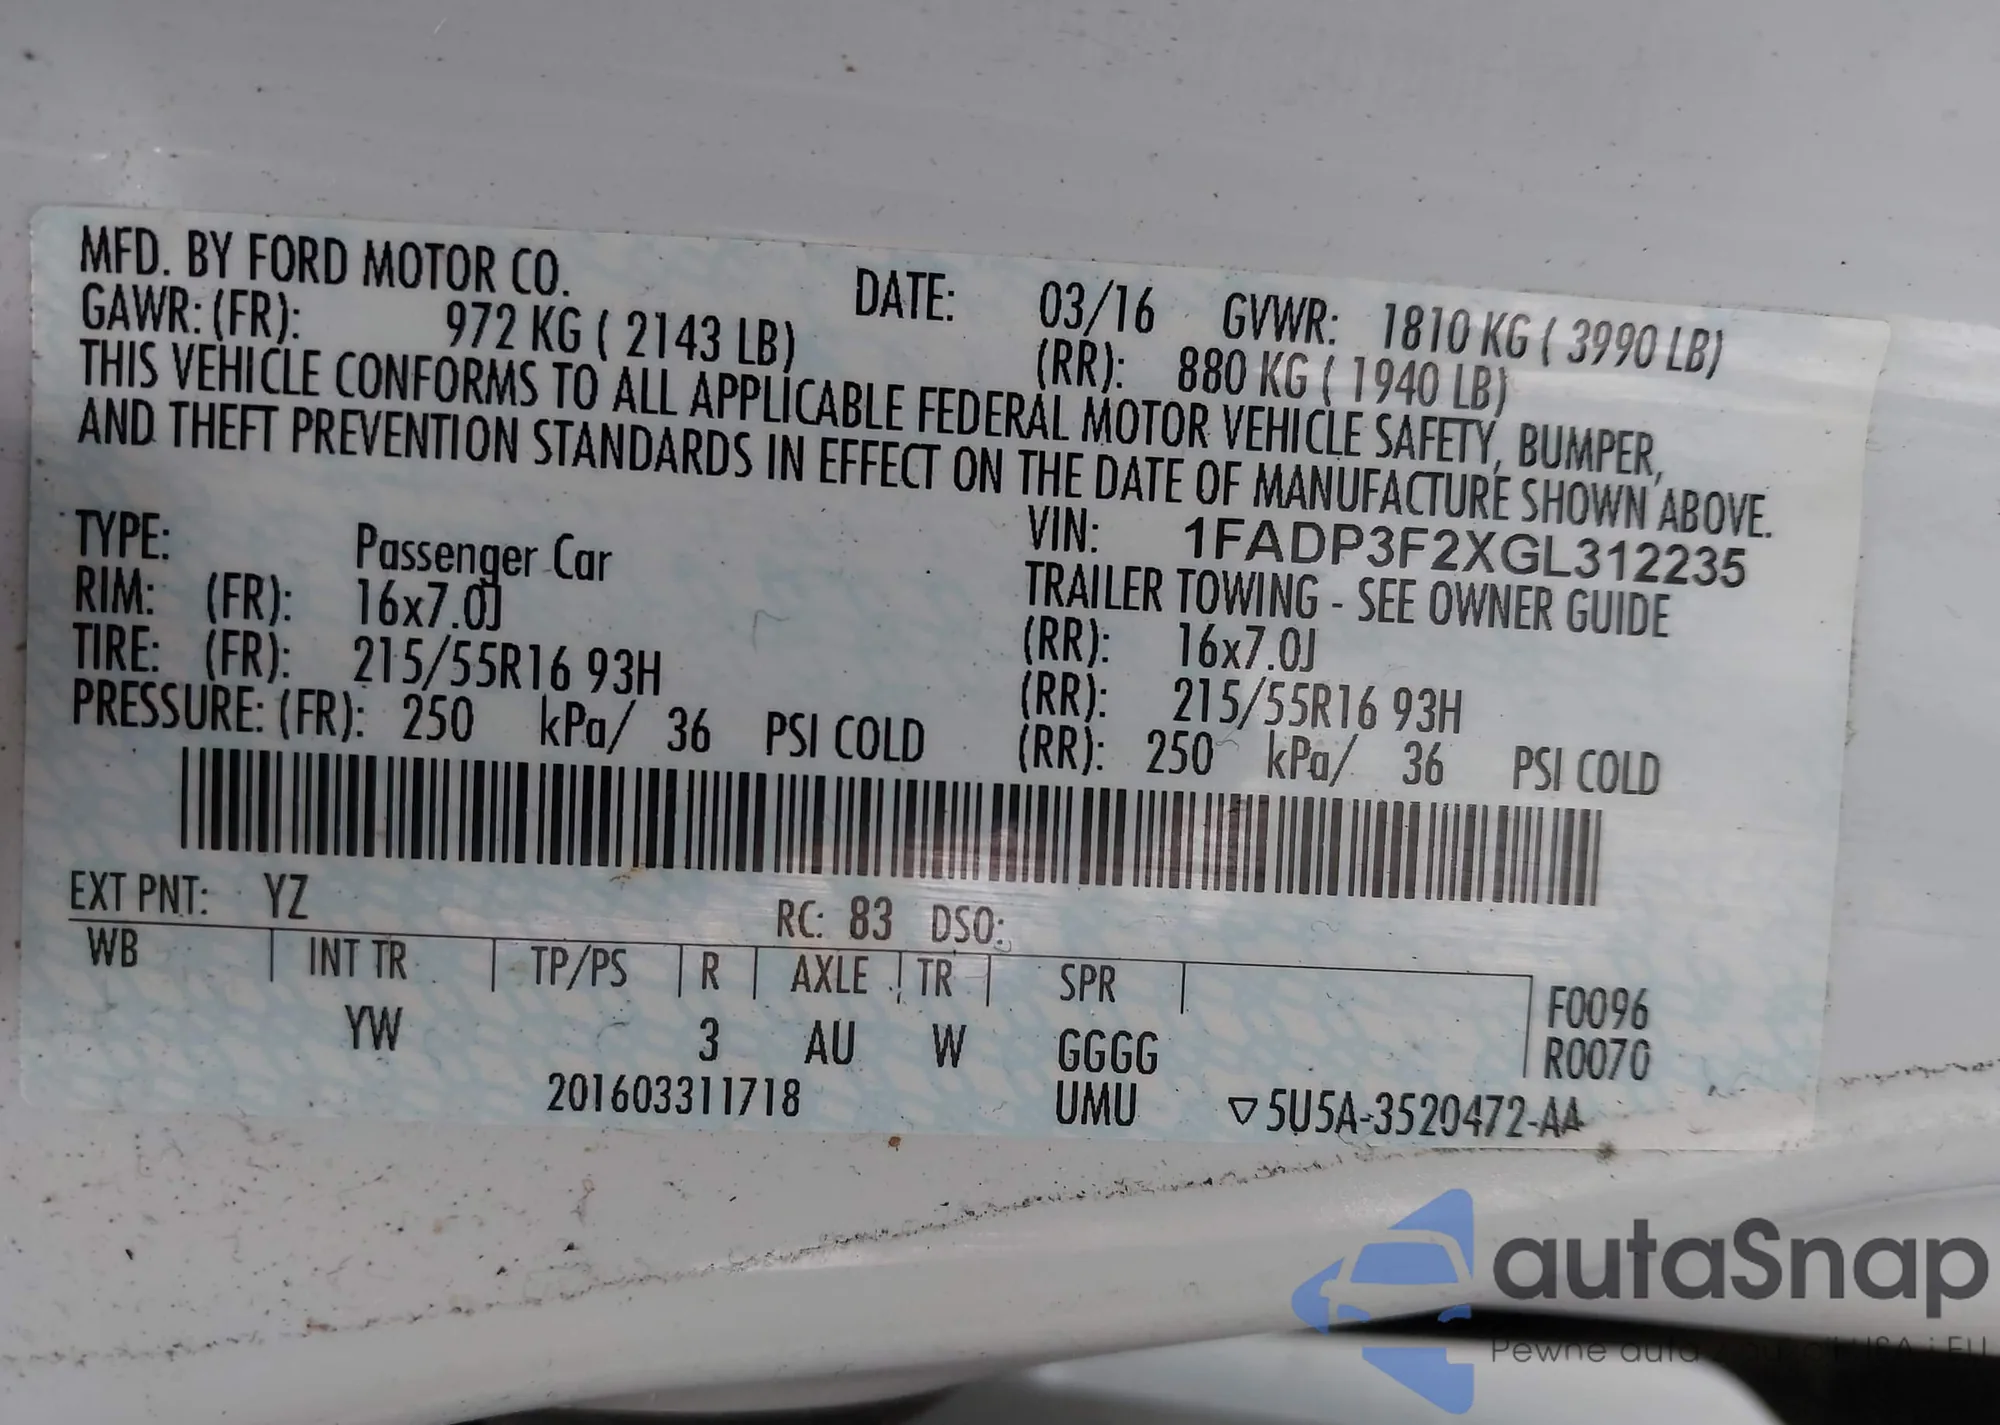 MFD. BY FORD MOTOR CO. DATE: 03/16 GVWR: 1810 KG ( 3990 LB)
GAWR: (FR): 972 KG ( 2143 LB) (RR): 880 KG ( 1940 LB)
THIS VEHICLE CONFORMS TO ALL APPLICABLE FEDERAL MOTOR VEHICLE SAFETY, BUMPER,
AND THEFT PREVENTION STANDARDS IN EFFECT ON THE DATE OF MANUFACTURE SHOWN ABOVE.
VIN: 1FADP3F2XGL312235
TYPE: Passenger Car TRAILER TOWING - SEE OWNER GUIDE
RIM: (FR): 16x7.0J (RR): 16x7.0J
TIRE: (FR): 215/55R16 93H (RR): 215/55R16 93H
PRESSURE: (FR): 250 kPa/ 36 PSI COLD (RR): 250 kPa/ 36 PSI COLD
EXT PNT: YZ RC: 83 DSO:
WB INT TR TP/PS R AXLE TR SPR F0096
YW 3 AU W GGGG R0070
201603311718 UMU ▽5U5A-3520472-AA
autaSnap
Pewne auta USA i EU